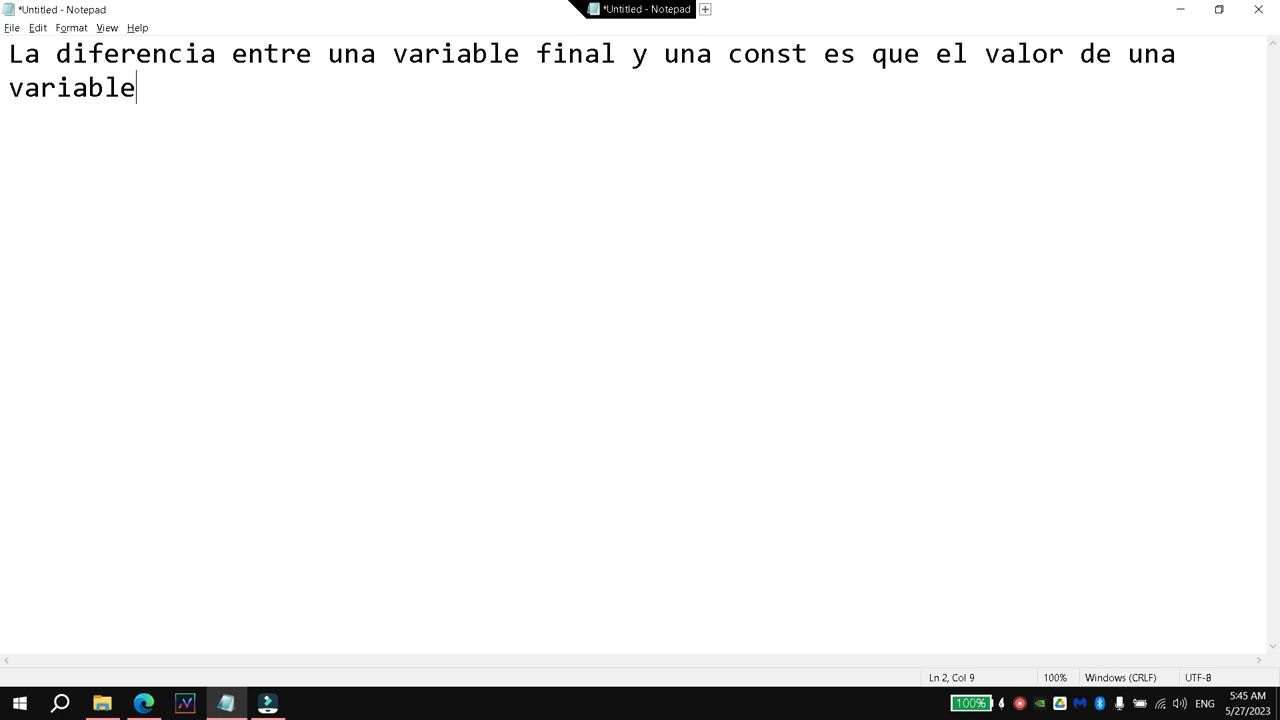 *Untitled - Notepad
*Untitled - Notepad
File Edit Format View Help
La diferencia entre una variable final y una const es que el valor de una
variable
Ln 2, Col 9 100% Windows (CRLF) UTF-8
100% ENG 5:45 AM
5/27/2023